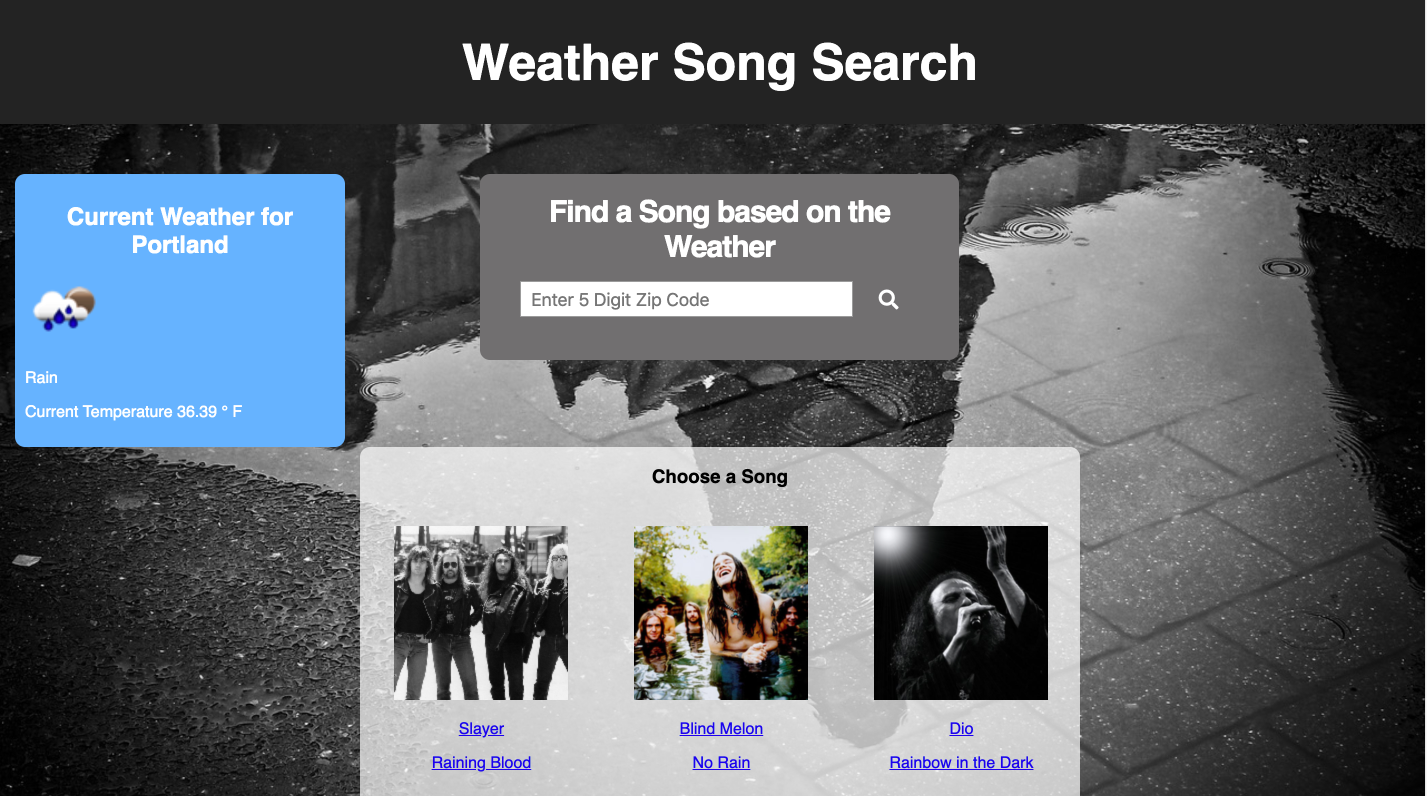 Weather Song Search
Current Weather for
Portland
Rain
Current Temperature 36.39 ° F
Find a Song based on the
Weather
Enter 5 Digit Zip Code
Choose a Song
Slayer
Raining Blood
Blind Melon
No Rain
Dio
Rainbow in the Dark